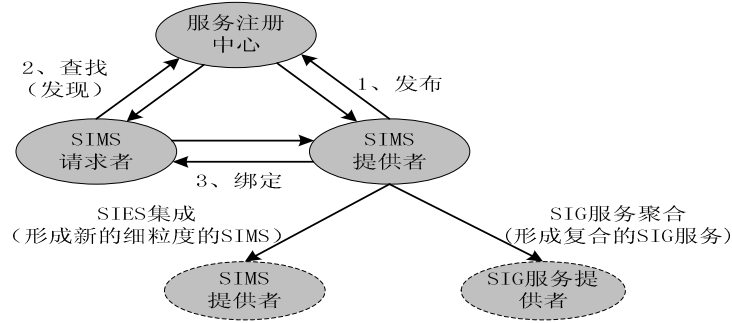 服务注册
中心
2、查找
（发现）
1、发布
SIMS
请求者
SIMS
提供者
3、绑定
SIES集成
（形成新的细粒度的SIMS）
SIG服务聚合
(形成复合的SIG服务)
SIMS
提供者
SIG服务提
供者